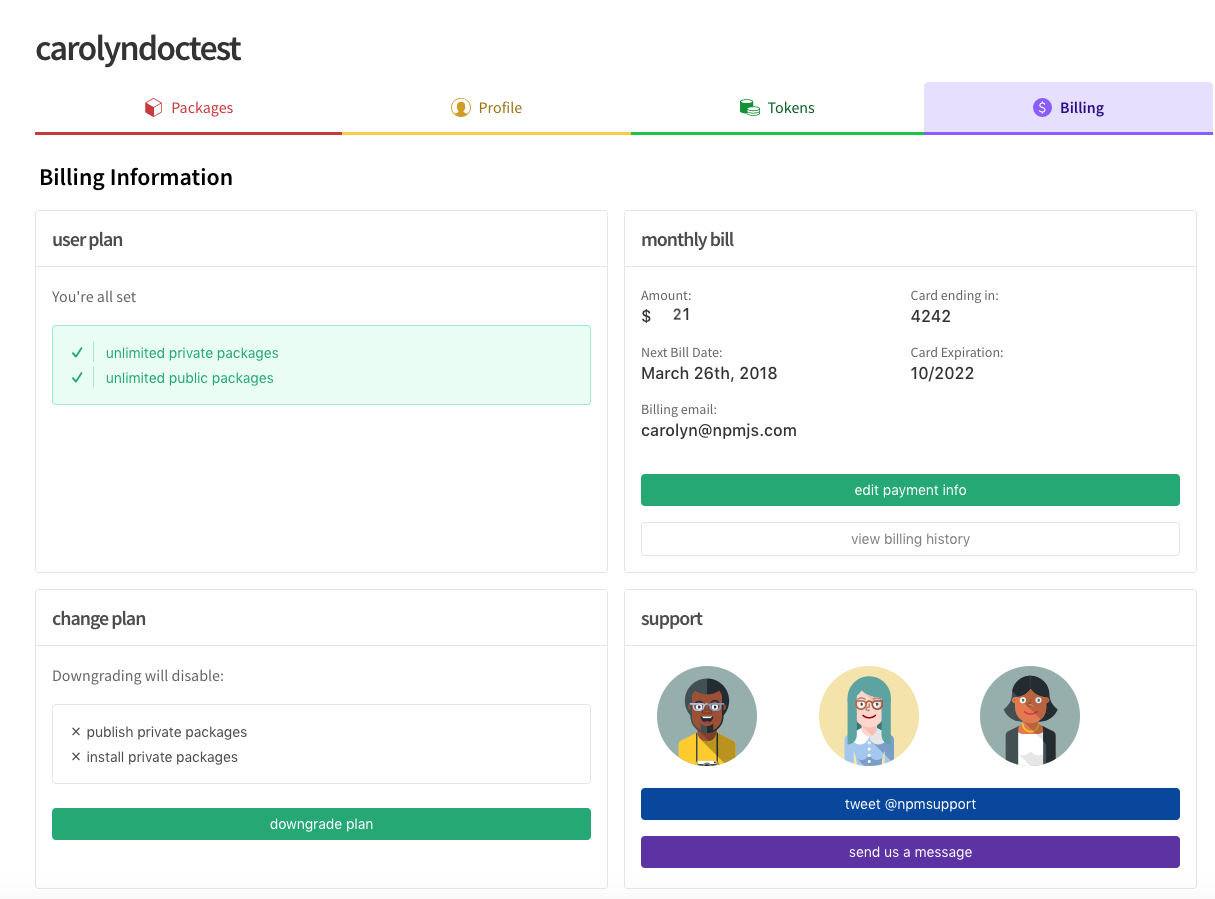 carolyndoctest
Packages
Profile
Tokens
$ Billing
Billing Information
user plan
You're all set
✓ unlimited private packages
✓ unlimited public packages
monthly bill
Amount:
$ 21
Card ending in:
4242
Next Bill Date:
March 26th, 2018
Card Expiration:
10/2022
Billing email:
carolyn@npmjs.com
edit payment info
view billing history
change plan
Downgrading will disable:
× publish private packages
× install private packages
downgrade plan
support
tweet @npmsupport
send us a message